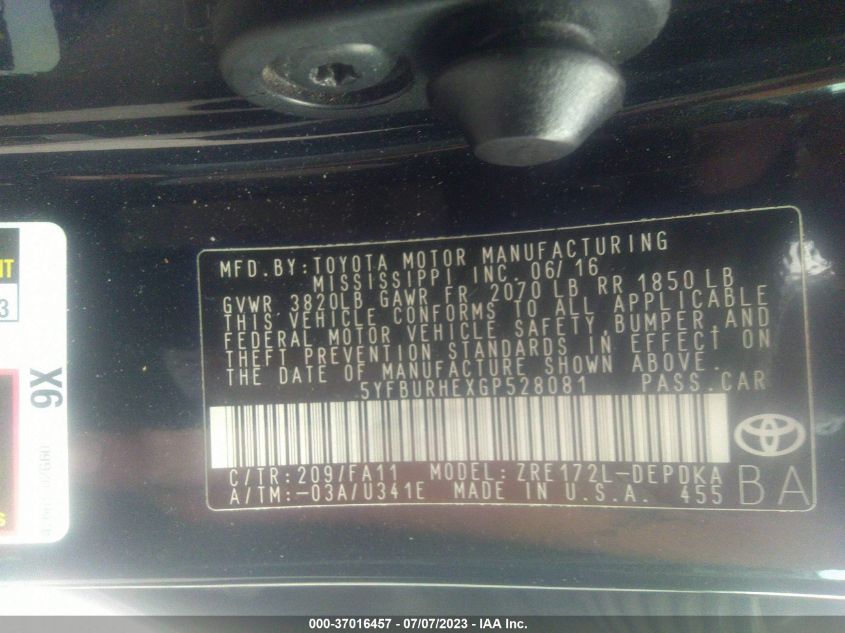 MFD. BY: TOYOTA MOTOR MANUFACTURING
MISSISSIPPI INC. 06/16
GVWR 3820LB GAWR FR 2070 LB RR 1850 LB
THIS VEHICLE CONFORMS TO ALL APPLICABLE
FEDERAL MOTOR VEHICLE SAFETY, BUMPER, AND
THEFT PREVENTION STANDARDS IN EFFECT ON
THE DATE OF MANUFACTURE SHOWN ABOVE.
5YFBURHEXGP528081 PASS. CAR
C/TR: 209/FA11 MODEL: ZRE172L-DEPDKA
A/TM: -03A/U341E MADE IN U.S.A. 455
BA
3
9X
000-37016457 - 07/07/2023 - IAA Inc.